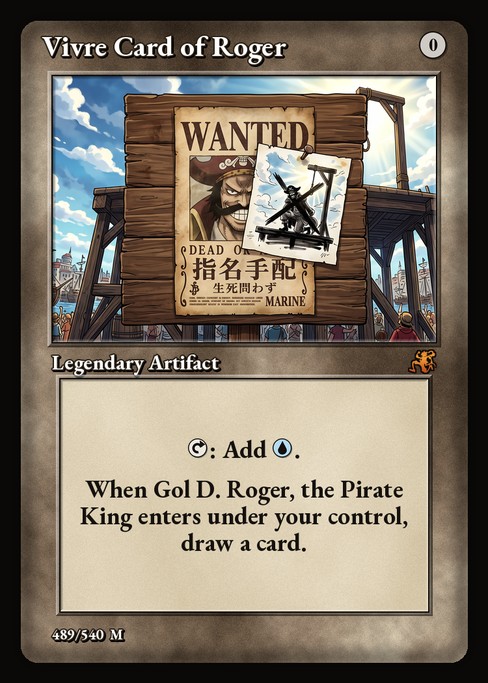 Vivre Card of Roger
0
WANTED
DEAD OR
指名手配
生死問わず
MARINE
Legendary Artifact
: Add .
When Gol D. Roger, the Pirate
King enters under your control,
draw a card.
489/540 M